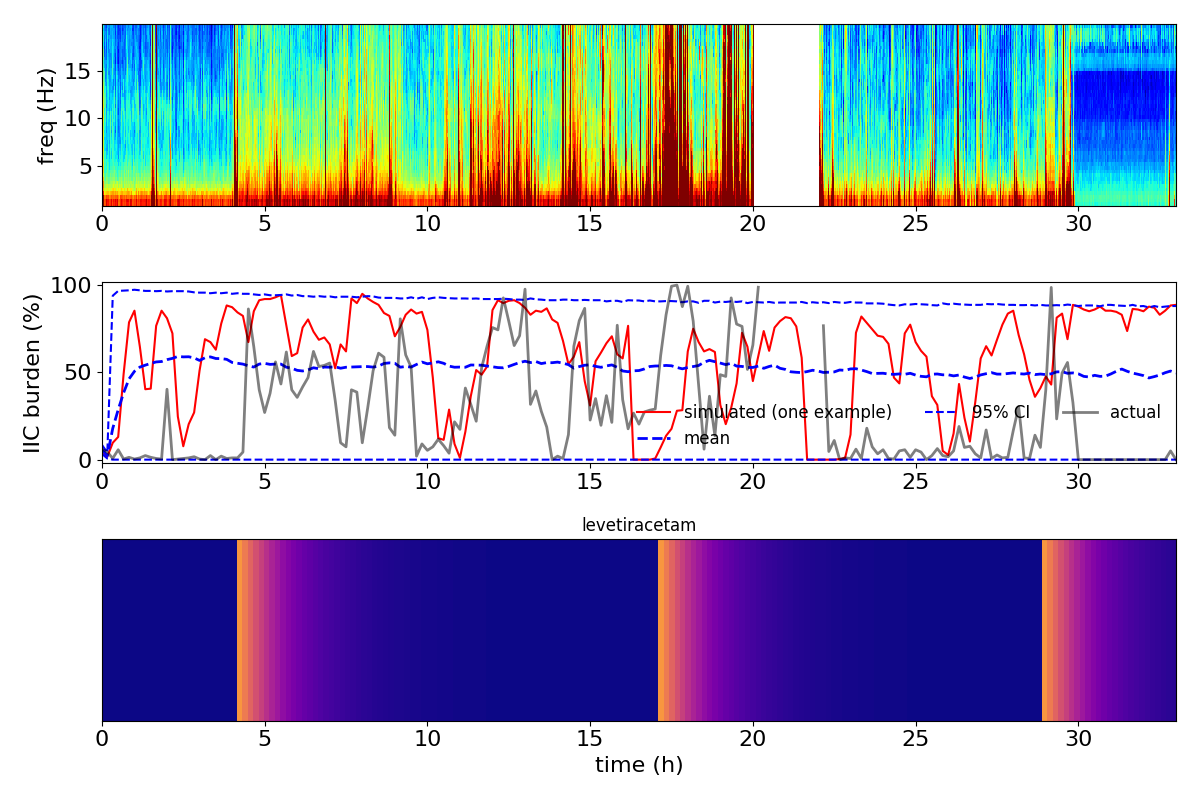 freq (Hz)
15
10
5
0 5 10 15 20 25 30
IIC burden (%)
100
50
0
simulated (one example) 95% CI actual
mean
0 5 10 15 20 25 30
levetiracetam
0 5 10 15 20 25 30
time (h)